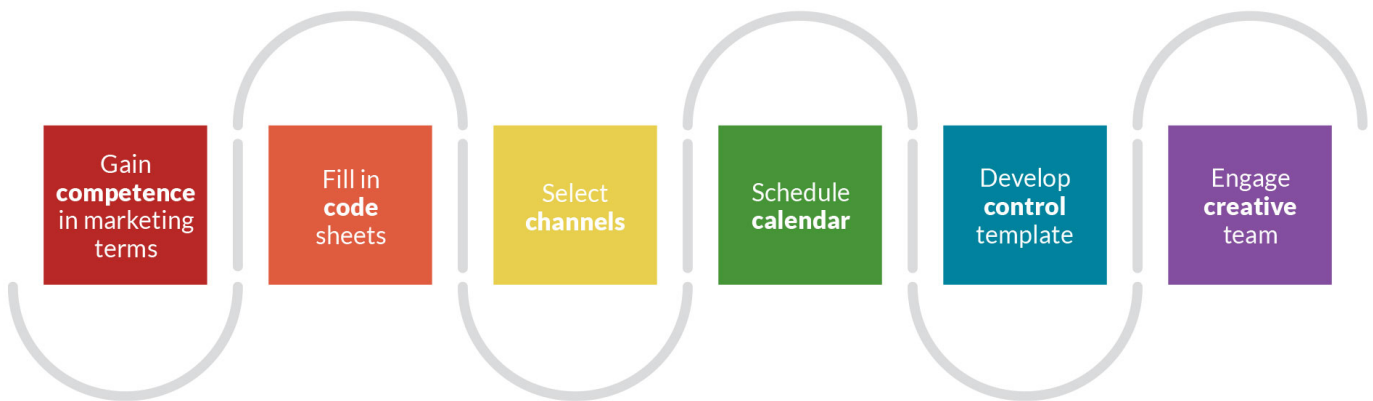 Gain
competence
in marketing
terms
Fill in
code
sheets
Select
channels
Schedule
calendar
Develop
control
template
Engage
creative
team